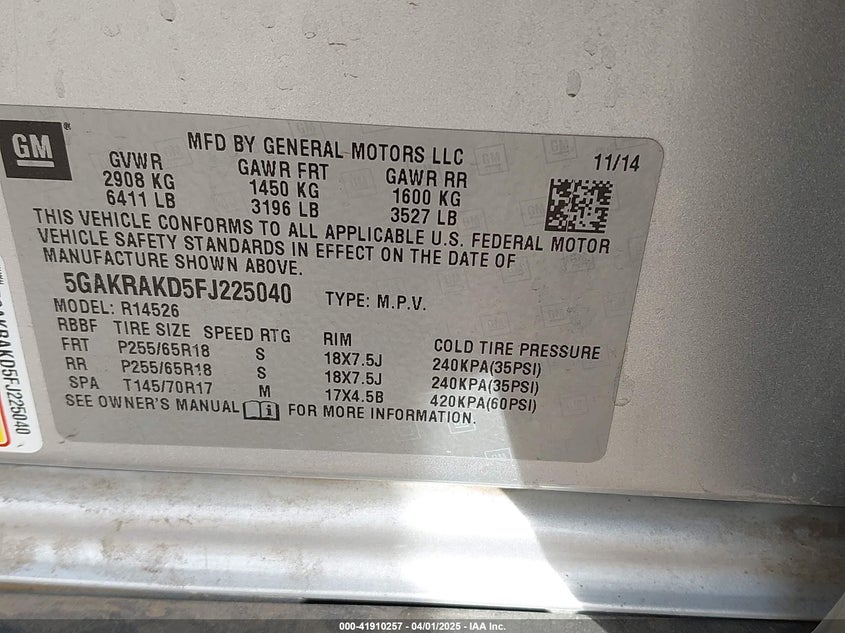 GM
MFD BY GENERAL MOTORS LLC
11/14
GVWR GAWR FRT GAWR RR
2908 KG 1450 KG 1600 KG
6411 LB 3196 LB 3527 LB
THIS VEHICLE CONFORMS TO ALL APPLICABLE U.S. FEDERAL MOTOR
VEHICLE SAFETY STANDARDS IN EFFECT ON THE DATE OF
MANUFACTURE SHOWN ABOVE.
5GAKRAKD5FJ225040 TYPE: M.P.V.
MODEL: R14526
RBBF TIRE SIZE SPEED RTG RIM COLD TIRE PRESSURE
FRT P255/65R18 S 18X7.5J 240KPA(35PSI)
RR P255/65R18 S 18X7.5J 240KPA(35PSI)
SPA T145/70R17 M 17X4.5B 420KPA(60PSI)
SEE OWNER'S MANUAL FOR MORE INFORMATION.
000-41910257 - 04/01/2025 - IAA Inc.